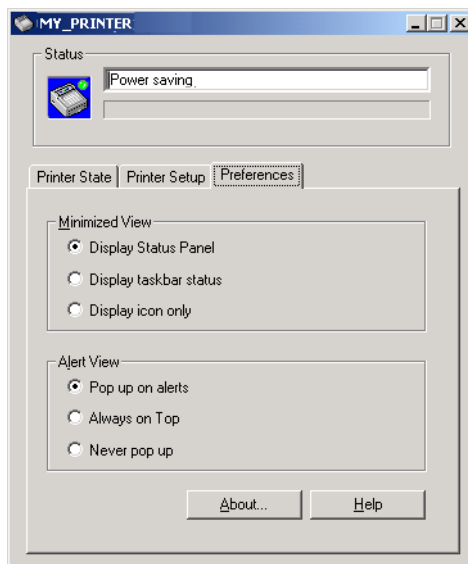 MY_PRINTER
Status
Power saving.
Printer State
Printer Setup
Preferences
Minimized View
Display Status Panel
Display taskbar status
Display icon only
Alert View
Pop up on alerts
Always on Top
Never pop up
About...
Help